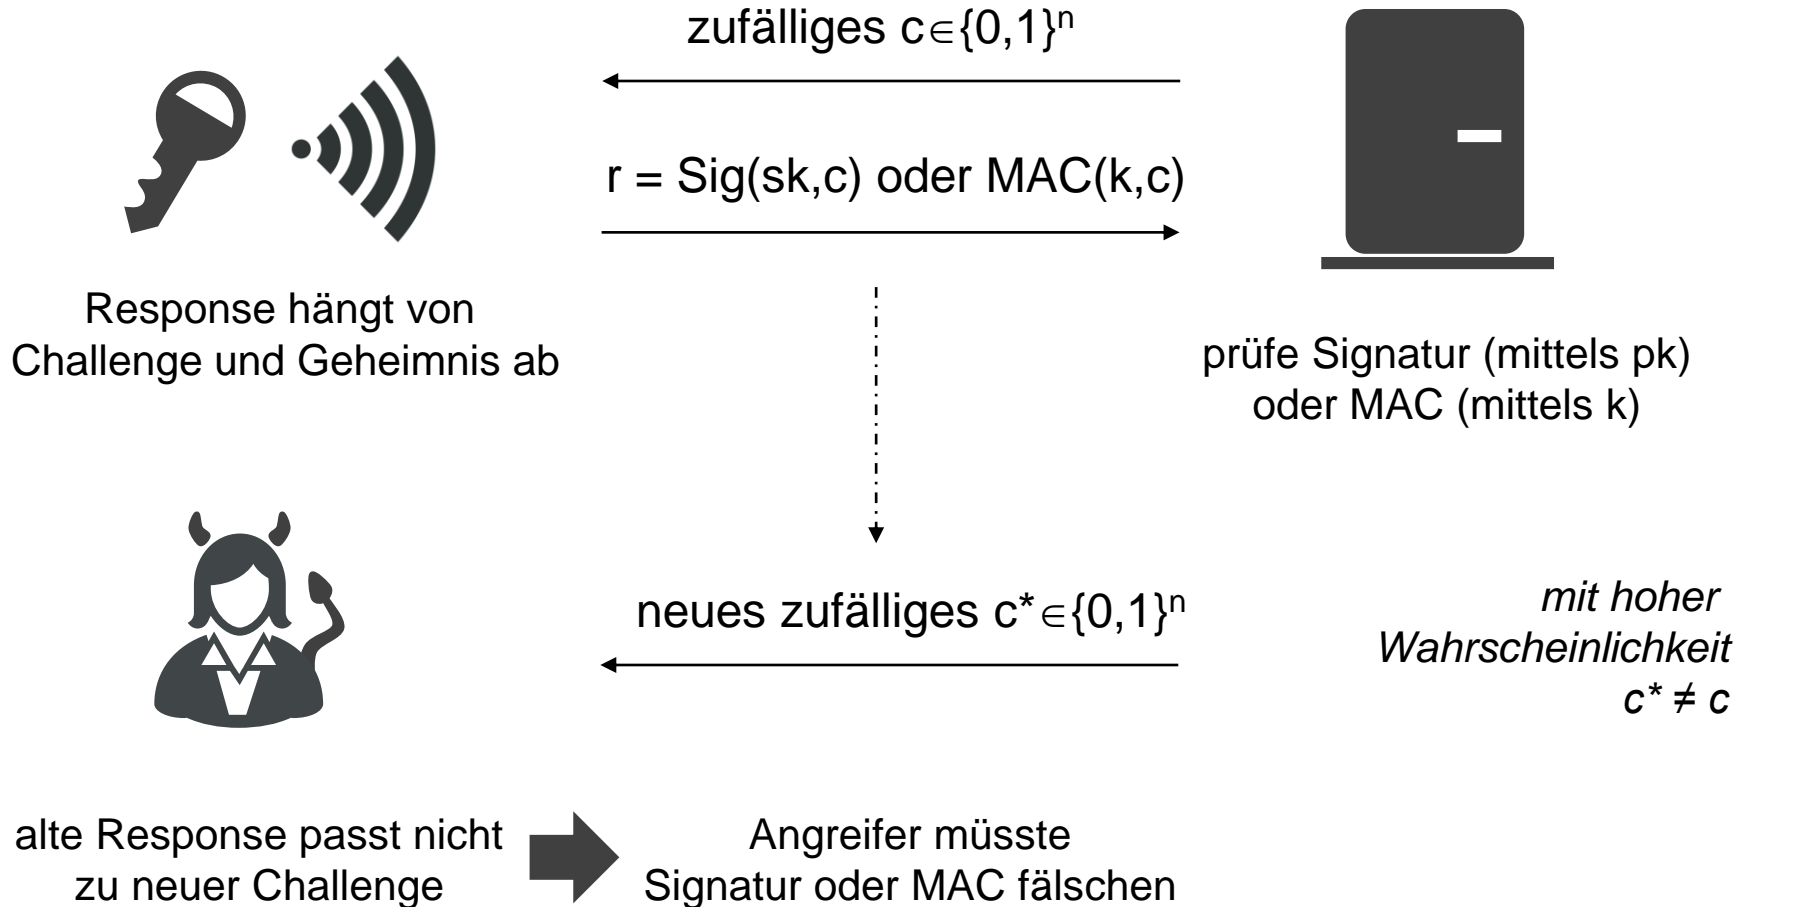 zufälliges c∈{0,1}ⁿ
r = Sig(sk,c) oder MAC(k,c)
Response hängt von
Challenge und Geheimnis ab
prüfe Signatur (mittels pk)
oder MAC (mittels k)
neues zufälliges c*∈{0,1}ⁿ
mit hoher
Wahrscheinlichkeit
c* ≠ c
alte Response passt nicht
zu neuer Challenge
Angreifer müsste
Signatur oder MAC fälschen